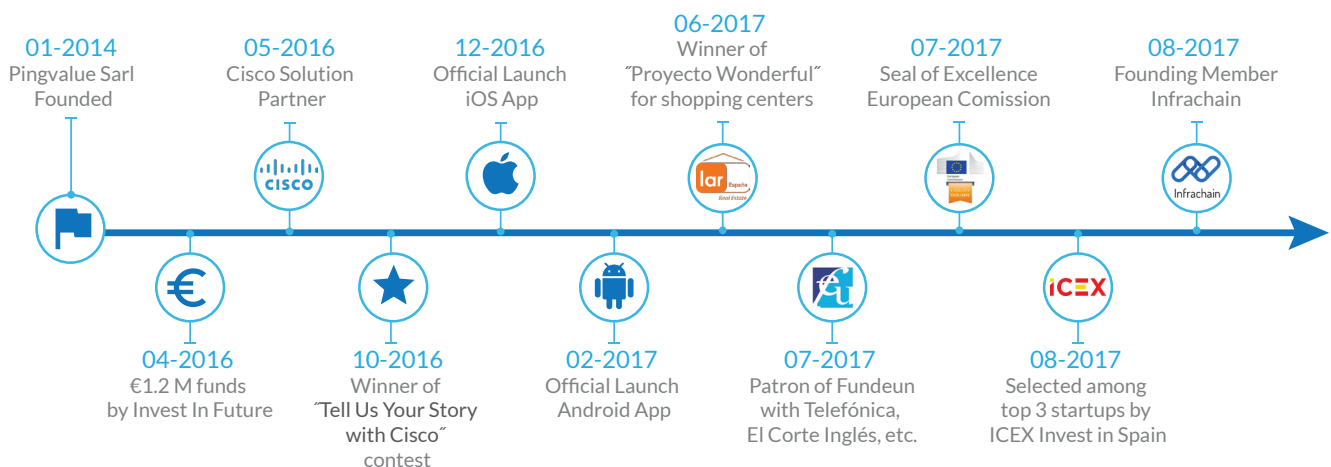 01-2014
Pingvalue Sarl
Founded
05-2016
Cisco Solution
Partner
12-2016
Official Launch
iOS App
06-2017
Winner of
˝Proyecto Wonderful˝
for shopping centers
07-2017
Seal of Excellence
European Comission
08-2017
Founding Member
Infrachain
CISCO
lar
España
Real Estate
Infrachain
€
feu
iCEX
04-2016
€1.2 M funds
by Invest In Future
10-2016
Winner of
˝Tell Us Your Story
with Cisco˝
contest
02-2017
Official Launch
Android App
07-2017
Patron of Fundeun
with Telefónica,
El Corte Inglés, etc.
08-2017
Selected among
top 3 startups by
ICEX Invest in Spain